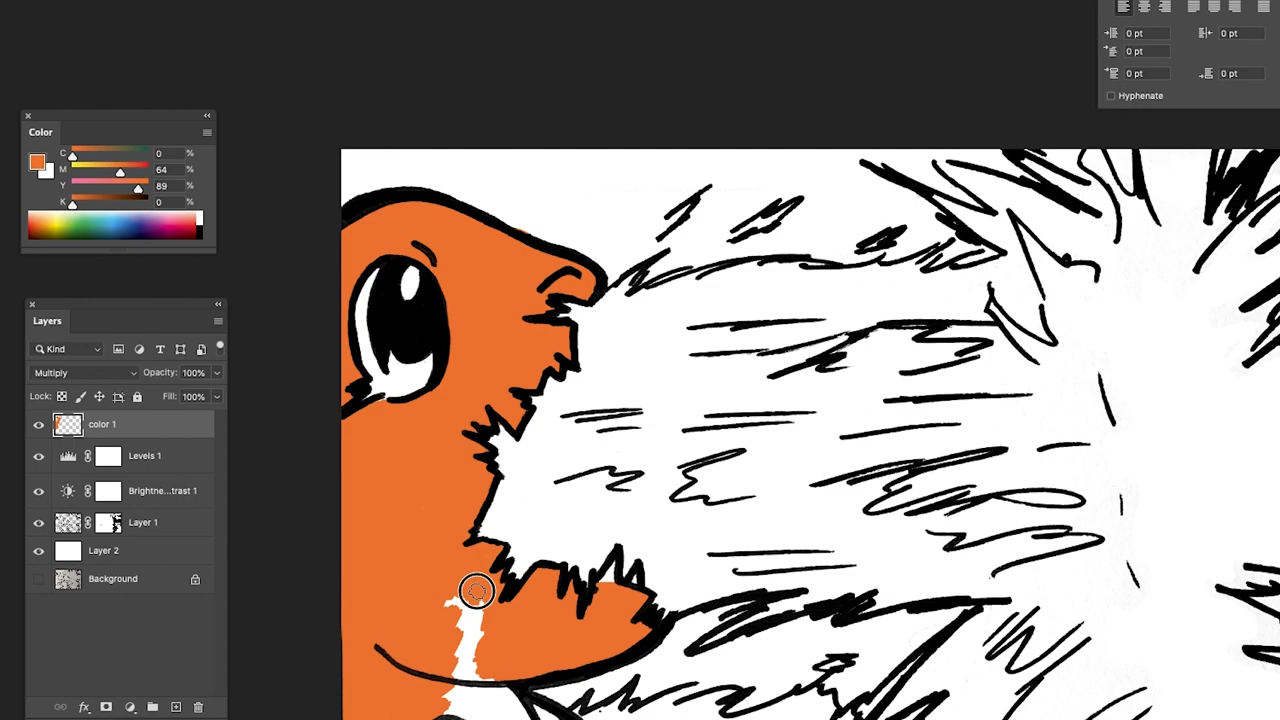 0 pt 0 pt
0 pt
0 pt 0 pt
Hyphenate
Color
C 0 %
M 64 %
Y 89 %
K 0 %
Layers
Kind
Multiply Opacity: 100%
Lock: Fill: 100%
color 1
Levels 1
Brightne...trast 1
Layer 1
Layer 2
Background
fx